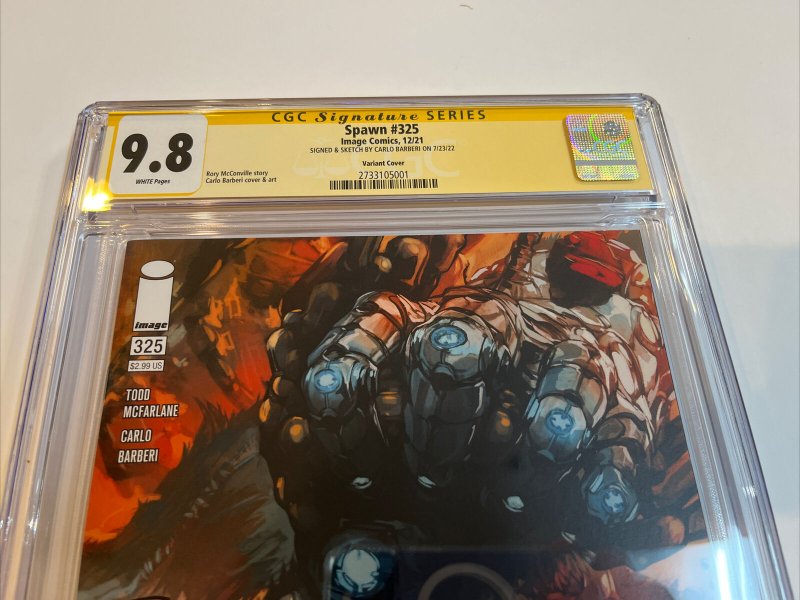 CGC Signature SERIES
Spawn #325
Image Comics, 12/21
SIGNED & SKETCH BY CARLO BARBERI ON 7/23/22
Variant Cover
2733105001
9.8
WHITE Pages
Rory McConville story
Carlo Barberi cover & art
image
325
$2.99 US
TODD
MCFARLANE
CARLO
BARBERI